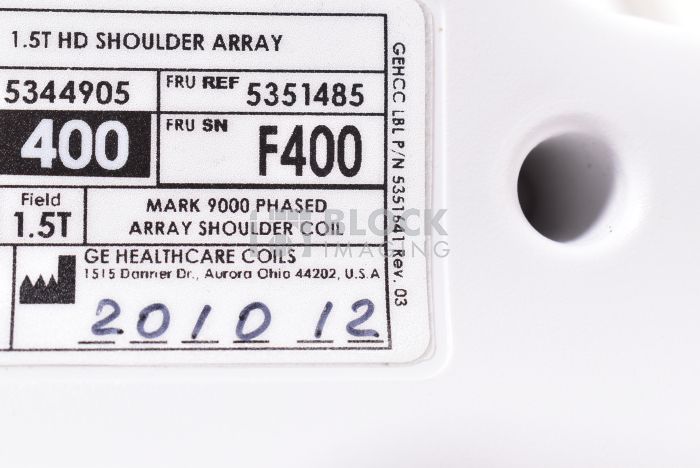 1.5T HD SHOULDER ARRAY
5344905
FRU REF 5351485
400
FRU SN F400
Field
1.5T
MARK 9000 PHASED
ARRAY SHOULDER COIL
GE HEALTHCARE COILS
1515 Danner Dr., Aurora Ohio 44202, U.S.A
2010 12
GEHCC LBL P/N 5351641 Rev. 03
BLOCK
IMAGING